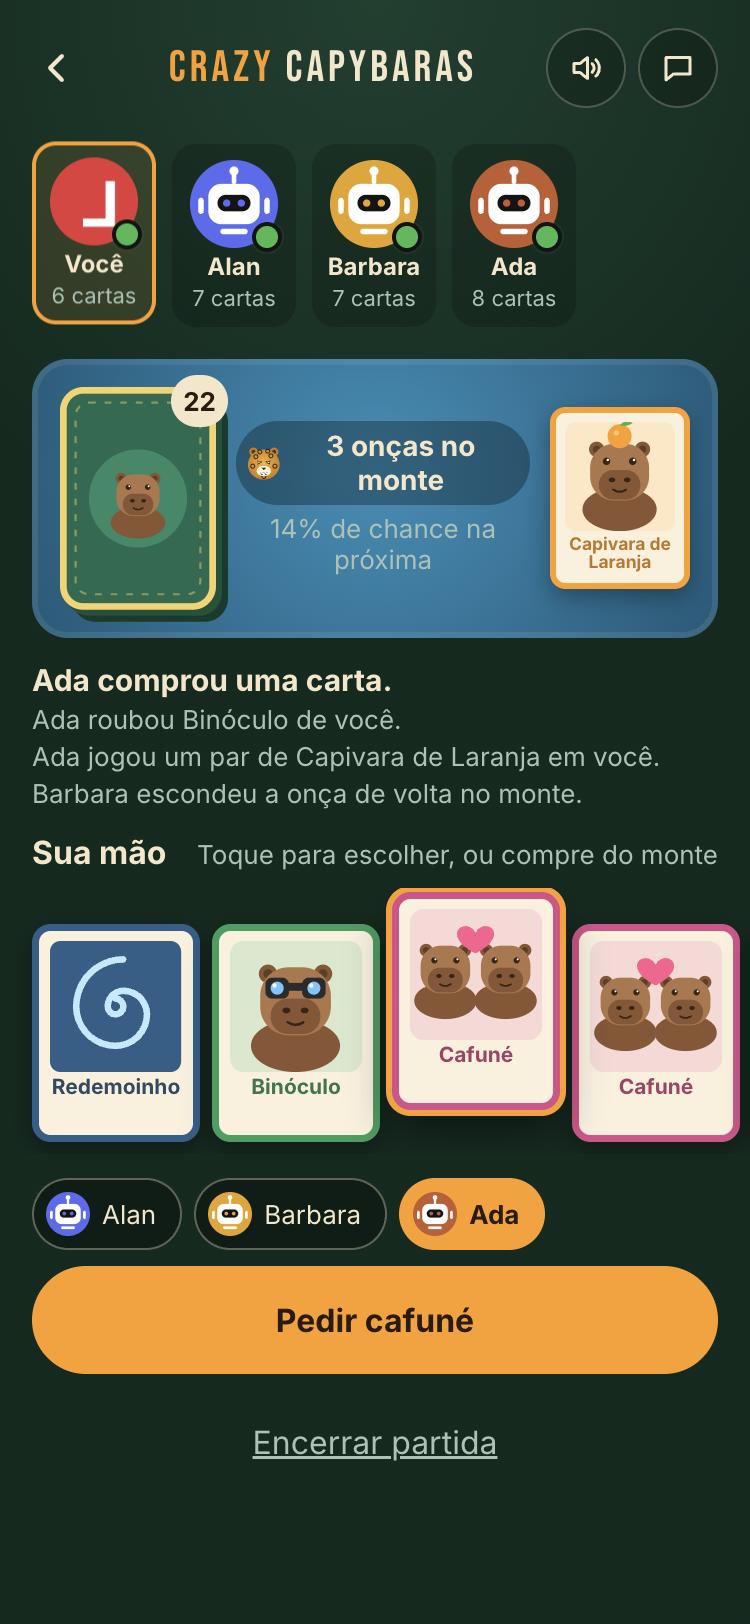 CRAZY CAPYBARAS
Você
6 cartas
Alan
7 cartas
Barbara
7 cartas
Ada
8 cartas
22
3 onças no
monte
14% de chance na
próxima
Capivara de
Laranja
Ada comprou uma carta.
Ada roubou Binóculo de você.
Ada jogou um par de Capivara de Laranja em você.
Barbara escondeu a onça de volta no monte.
Sua mão
Toque para escolher, ou compre do monte
Redemoinho
Binóculo
Cafuné
Cafuné
Alan
Barbara
Ada
Pedir cafuné
Encerrar partida